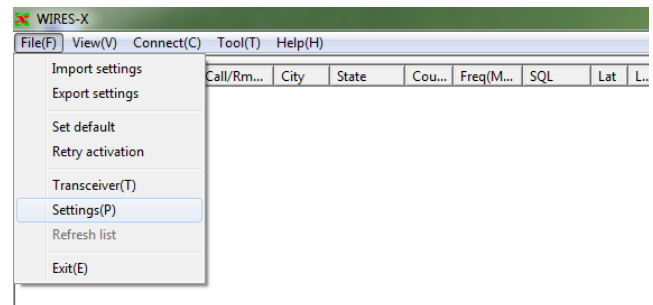 WIRES-X
File(F) View(V) Connect(C) Tool(T) Help(H)
Call/Rm... City State Cou... Freq(M... SQL Lat L...
Import settings
Export settings
Set default
Retry activation
Transceiver(T)
Settings(P)
Refresh list
Exit(E)